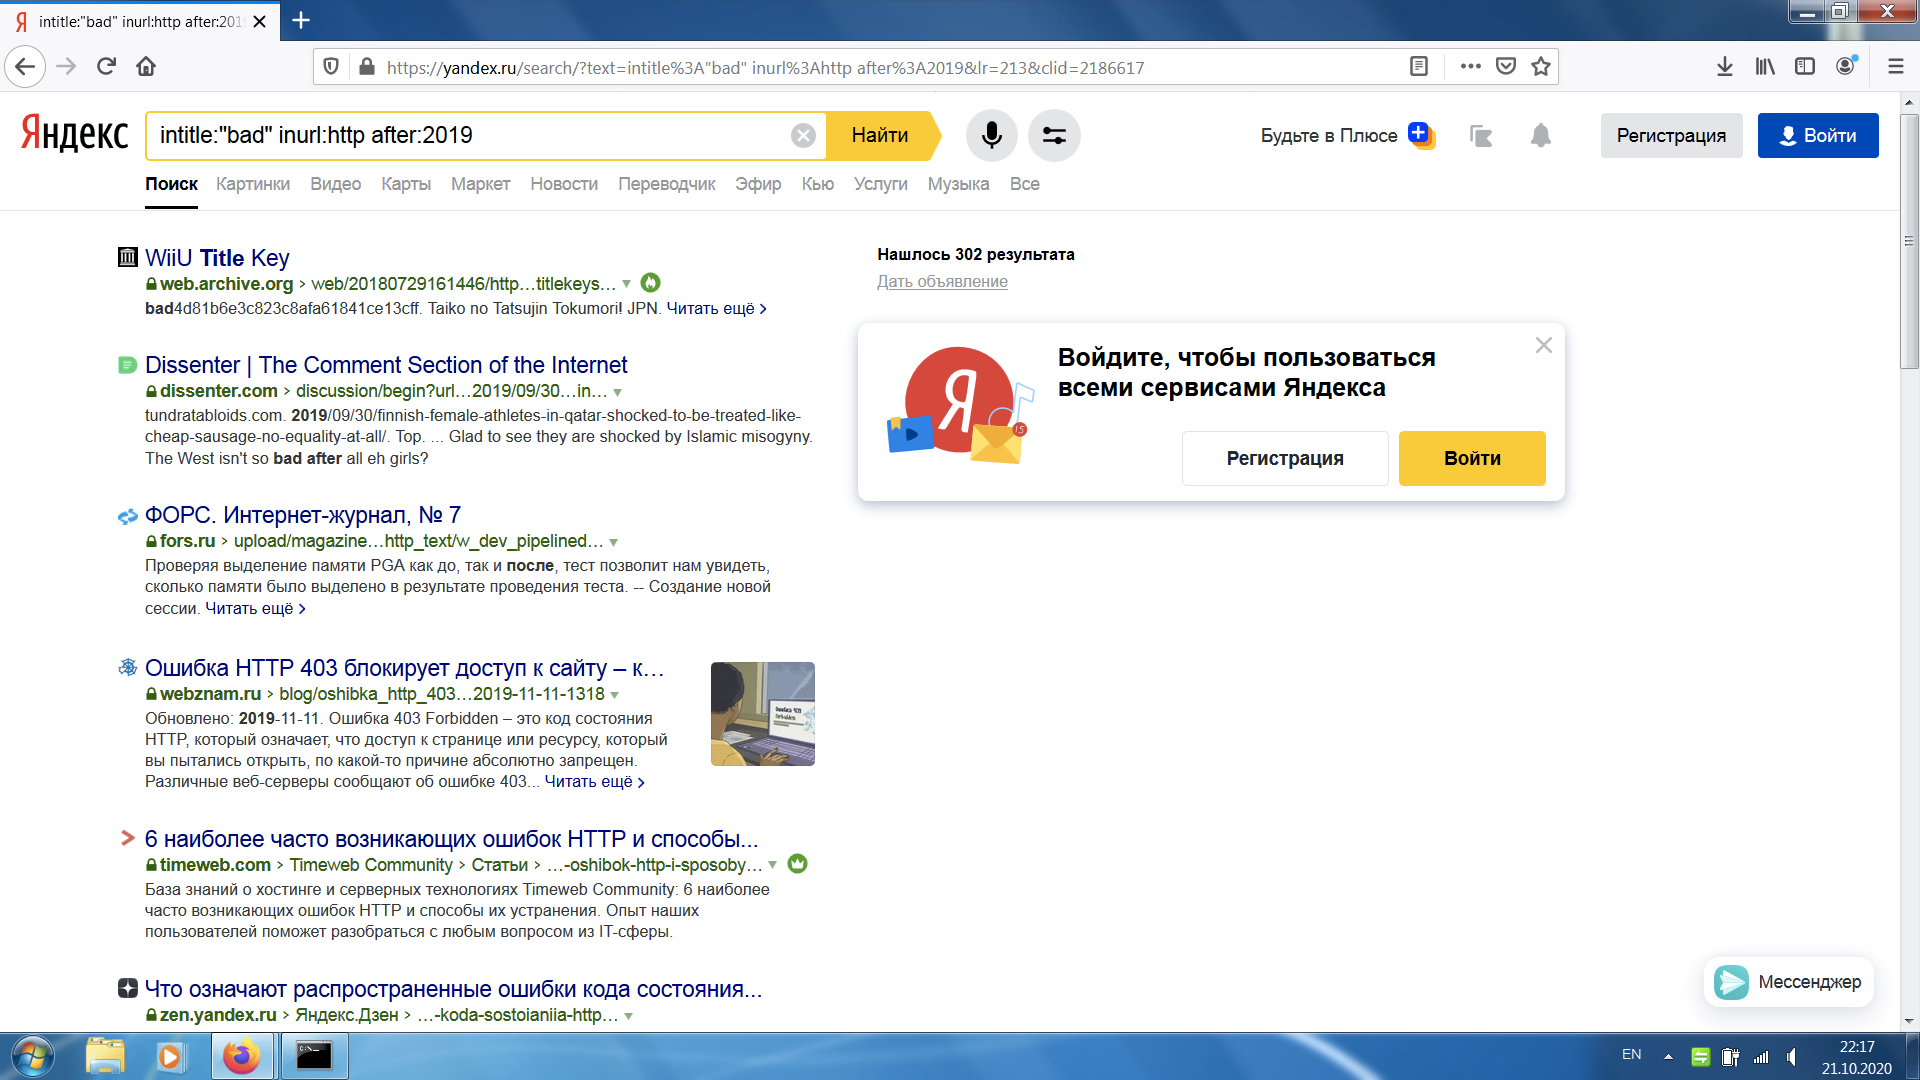 intitle:"bad" inurl:http after:201
https://yandex.ru/search/?text=intitle%3A"bad" inurl%3Ahttp after%3A2019&lr=213&clid=2186617
Яндекс
intitle:"bad" inurl:http after:2019
Найти
Будьте в Плюсе
Регистрация
Войти
Поиск Картинки Видео Карты Маркет Новости Переводчик Эфир Кью Услуги Музыка Все
WiiU Title Key
web.archive.org › web/20180729161446/http…titlekeys…
bad4d81b6e3c823c8afa61841ce13cff. Taiko no Tatsujin Tokumori! JPN. Читать ещё >
Dissenter | The Comment Section of the Internet
dissenter.com › discussion/begin?url…2019/09/30…in…
tundratabloids.com. 2019/09/30/finnish-female-athletes-in-qatar-shocked-to-be-treated-like-
cheap-sausage-no-equality-at-all/. Top. ... Glad to see they are shocked by Islamic misogyny.
The West isn't so bad after all eh girls?
ФОРС. Интернет-журнал, № 7
fors.ru › upload/magazine…http_text/w_dev_pipelined…
Проверяя выделение памяти PGA как до, так и после, тест позволит нам увидеть,
сколько памяти было выделено в результате проведения теста. -- Создание новой
сессии. Читать ещё >
Ошибка HTTP 403 блокирует доступ к сайту – к…
webznam.ru › blog/oshibka_http_403…2019-11-11-1318
Обновлено: 2019-11-11. Ошибка 403 Forbidden – это код состояния
HTTP, который означает, что доступ к странице или ресурсу, который
вы пытались открыть, по какой-то причине абсолютно запрещен.
Различные веб-серверы сообщают об ошибке 403... Читать ещё >
Ошибка 403
Forbidden
6 наиболее часто возникающих ошибок HTTP и способы...
timeweb.com › Timeweb Community › Статьи › …-oshibok-http-i-sposoby…
База знаний о хостинге и серверных технологиях Timeweb Community: 6 наиболее
часто возникающих ошибок HTTP и способы их устранения. Опыт наших
пользователей поможет разобраться с любым вопросом из IT-сферы.
Что означают распространенные ошибки кода состояния...
zen.yandex.ru › Яндекс.Дзен › …-koda-sostoianiia-http…
Нашлось 302 результата
Дать объявление
Я
15
Войдите, чтобы пользоваться
всеми сервисами Яндекса
Регистрация
Войти
Мессенджер
C:\_
EN
22:17
21.10.2020